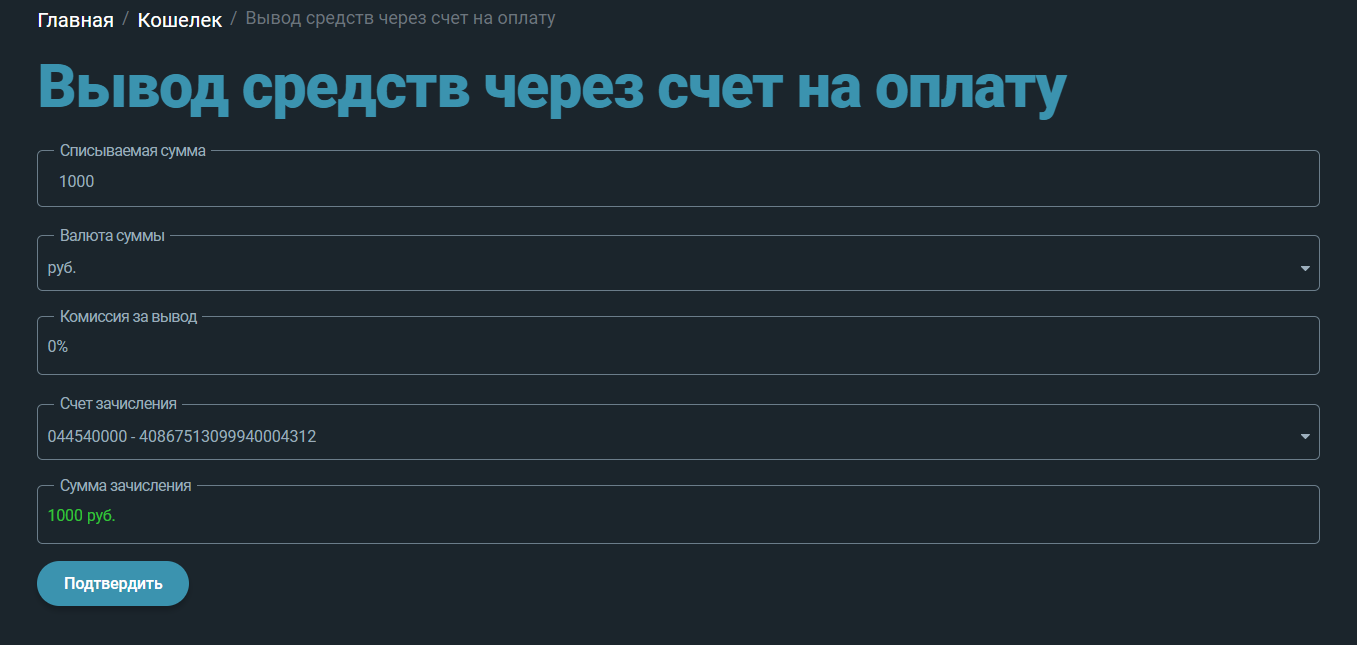 Главная / Кошелек / Вывод средств через счет на оплату
Вывод средств через счет на оплату
Списываемая сумма
1000
Валюта суммы
руб.
Комиссия за вывод
0%
Счет зачисления
044540000 - 40867513099940004312
Сумма зачисления
1000 руб.
Подтвердить